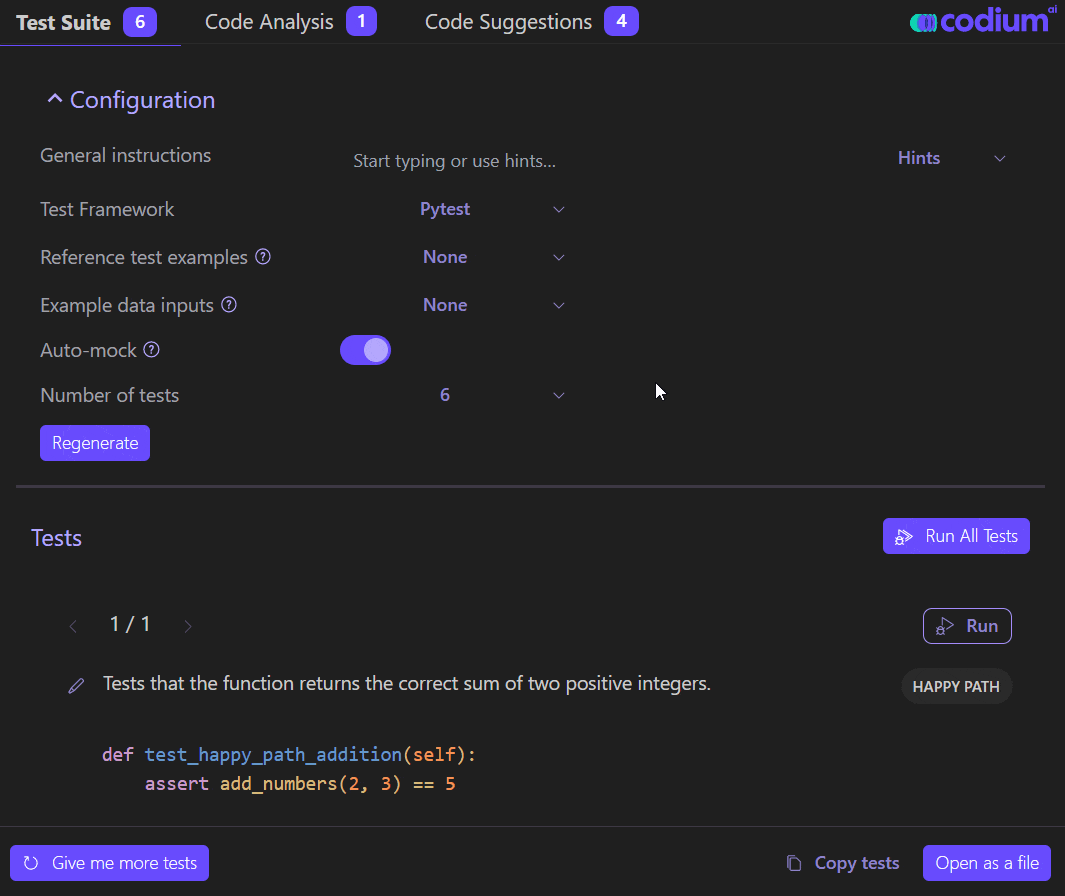 Test Suite 6 Code Analysis 1 Code Suggestions 4 codium ai
Configuration
General instructions Start typing or use hints... Hints
Test Framework Pytest
Reference test examples ? None
Example data inputs ? None
Auto-mock ?
Number of tests 6
Regenerate
Tests Run All Tests
< 1 / 1 > Run
Tests that the function returns the correct sum of two positive integers. HAPPY PATH
def test_happy_path_addition(self):
    assert add_numbers(2, 3) == 5
Give me more tests Copy tests Open as a file